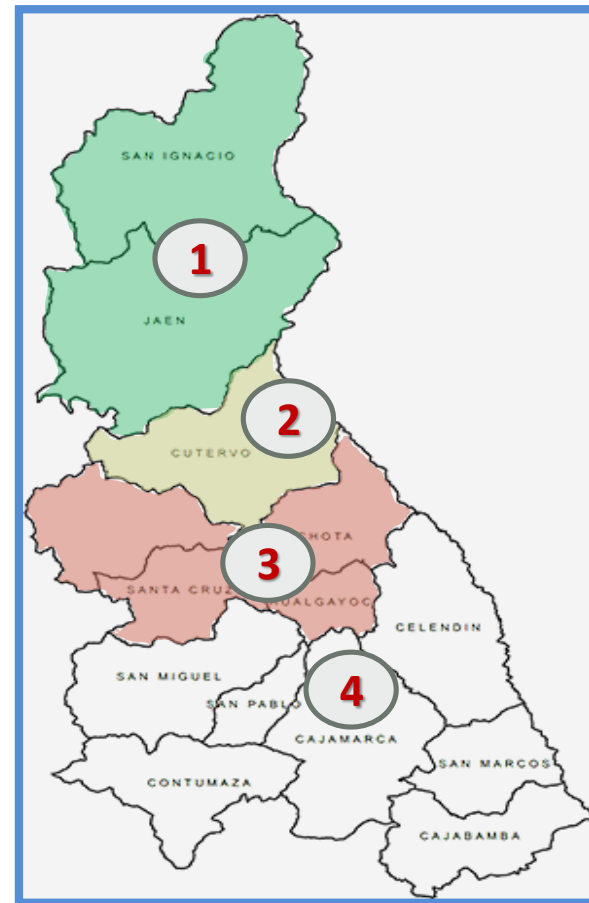 SAN IGNACIO
1
JAEN
2
CUTERVO
CHOTA
3
SANTA CRUZ
HUALGAYOC
CELENDIN
SAN MIGUEL
4
SAN PABLO
CAJAMARCA
SAN MARCOS
CONTUMAZA
CAJABAMBA